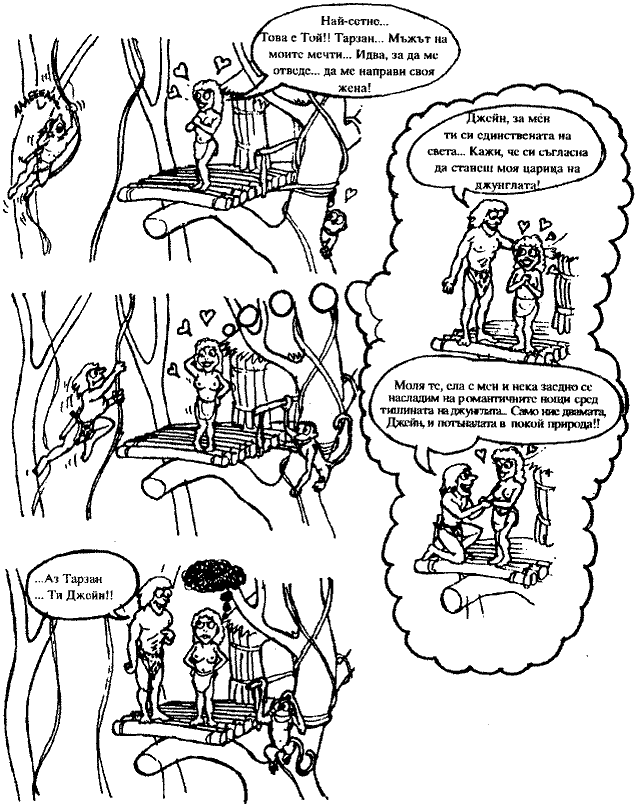 Най-сетне...
Това е Той!! Тарзан... Мъжът на
моите мечти... Идва, за да ме
отведе... да ме направи своя
жена!
Джейн, за мен
ти си единствената на
света... Кажи, че си съгласна
да станеш моя царица на
джунглата!
Моля те, ела с мен и нека заедно се
насладим на романтичните нощи сред
тишината на джунглата.. Само ние двамата,
Джейн, и потъналата в покой природа!!
...Аз Тарзан
... Ти Джейн!!